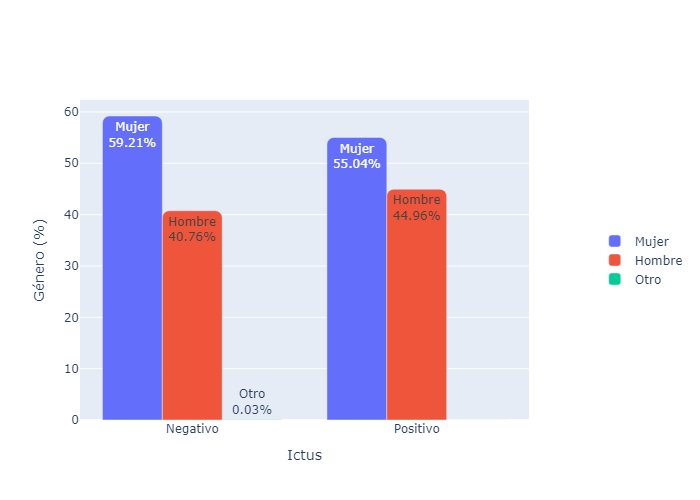 60
50
40
30
20
10
0
Género (%)
Mujer
59.21%
Hombre
40.76%
Otro
0.03%
Mujer
55.04%
Hombre
44.96%
Negativo
Positivo
Ictus
Mujer
Hombre
Otro